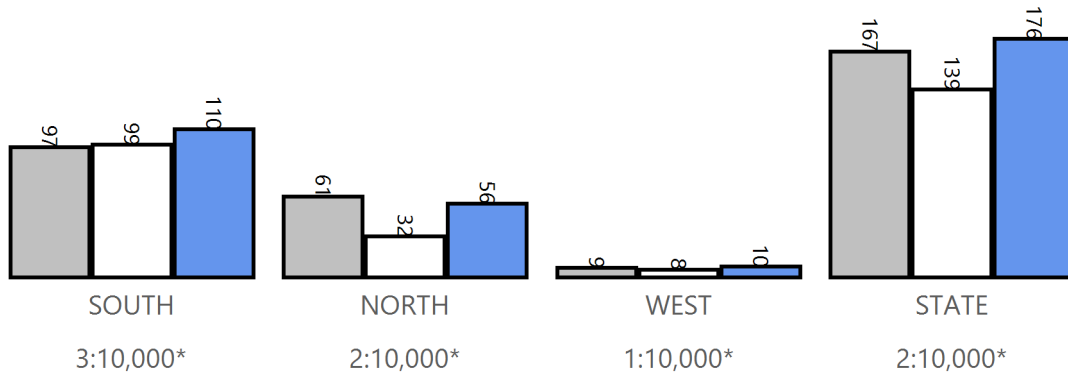 97 99 110 61 32 56 9 8 10 167 139 176
SOUTH NORTH WEST STATE
3:10,000* 2:10,000* 1:10,000* 2:10,000*